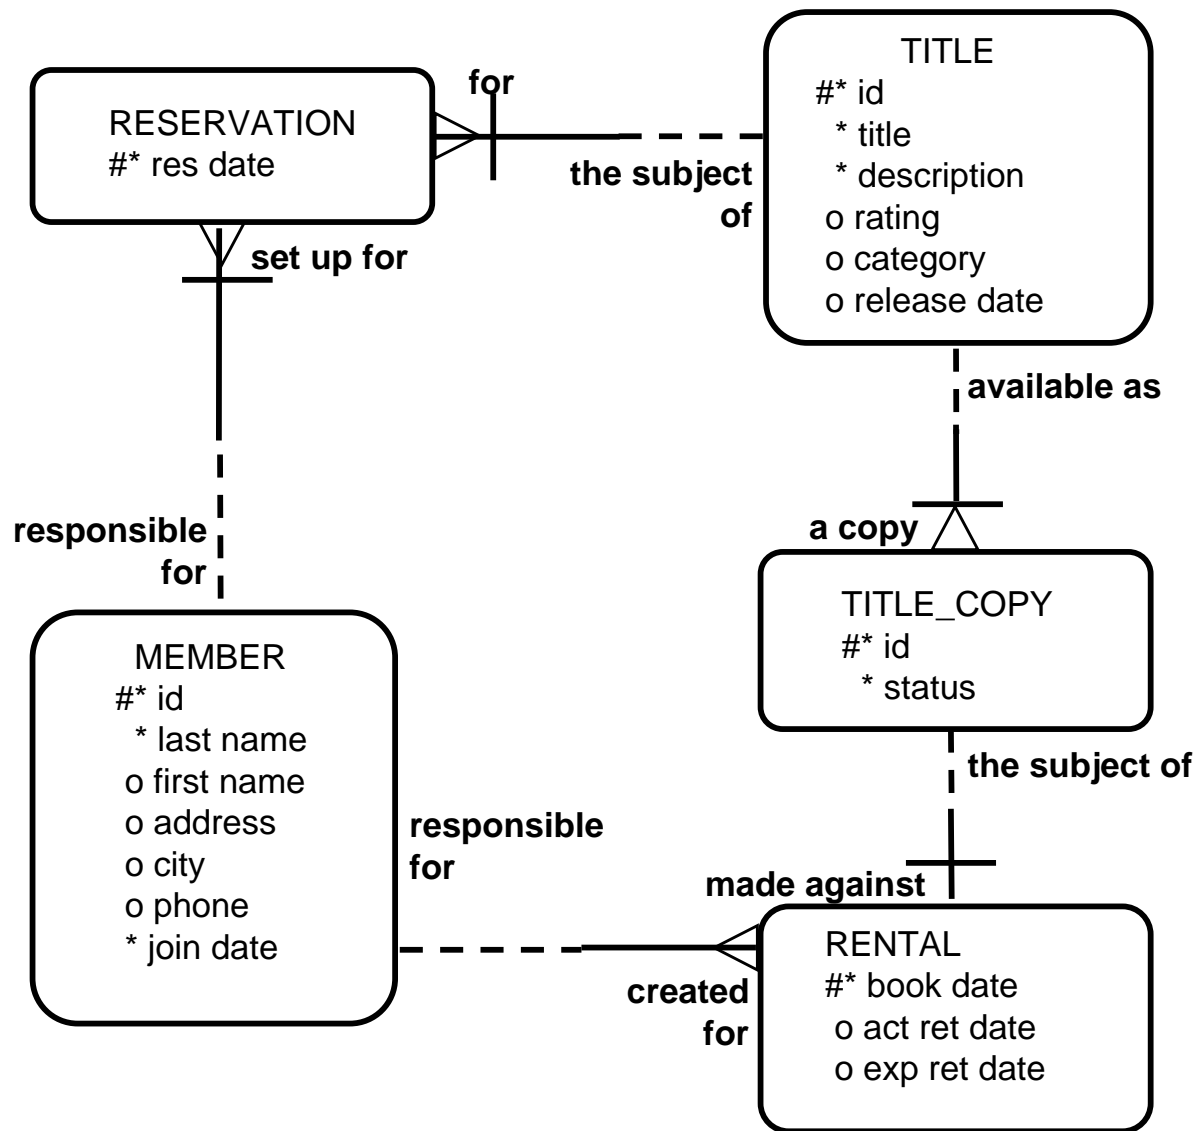 RESERVATION
#* res date
for
the subject
of
TITLE
#* id
* title
* description
o rating
o category
o release date
set up for
available as
responsible
for
a copy
TITLE_COPY
#* id
* status
MEMBER
#* id
* last name
o first name
o address
o city
o phone
* join date
the subject of
responsible
for
made against
created
for
RENTAL
#* book date
o act ret date
o exp ret date